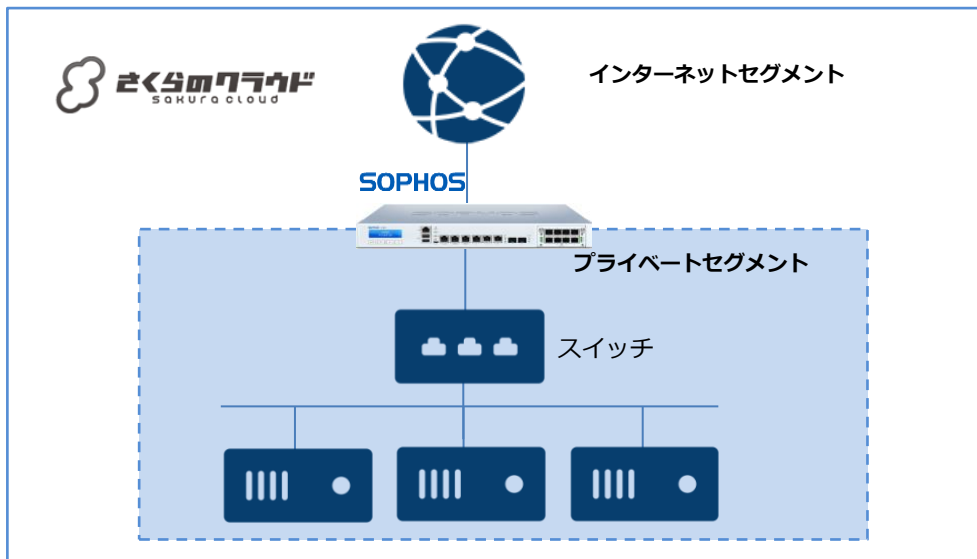 さくらのクラウド
SAKURA CLOUD
インターネットセグメント
SOPHOS
プライベートセグメント
スイッチ